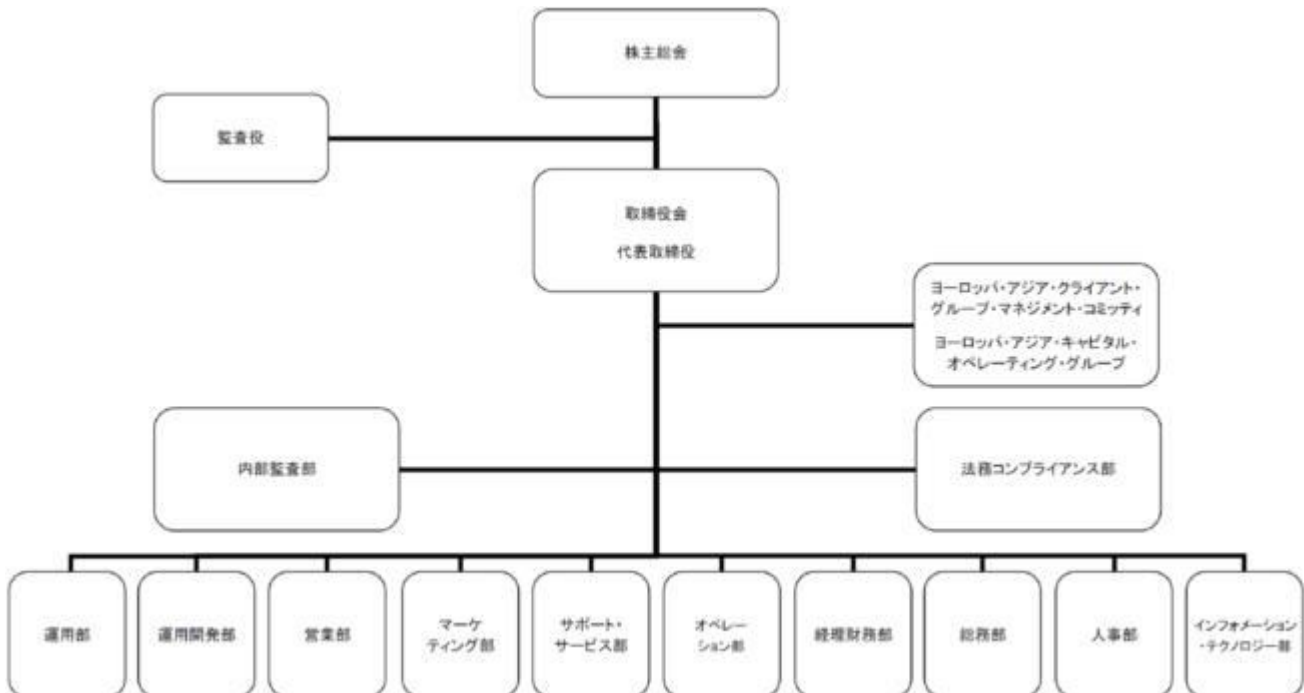 株主総会
監査役
取締役会
代表取締役
ヨーロッパ・アジア・クライアント・
グループ・マネジメント・コミッティ
ヨーロッパ・アジア・キャピタル・
オペレーティング・グループ
内部監査部
法務コンプライアンス部
運用部
運用開発部
営業部
マーケ
ティング部
サポート・
サービス部
オペレー
ション部
経理財務部
総務部
人事部
インフォメーション
・テクノロジー部